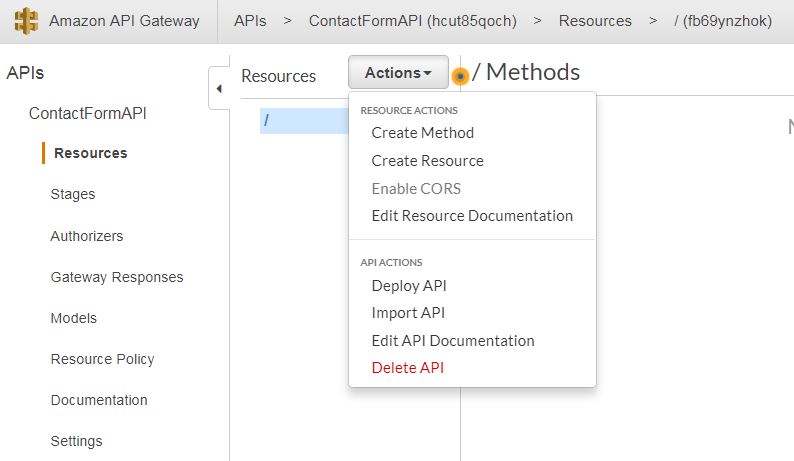 Amazon API Gateway APIs > ContactFormAPI (hcut85qoch) > Resources > / (fb69ynzhok)
APIs
ContactFormAPI
Resources
Stages
Authorizers
Gateway Responses
Models
Resource Policy
Documentation
Settings
Resources
Actions
/ Methods
/
RESOURCE ACTIONS
Create Method
Create Resource
Enable CORS
Edit Resource Documentation
API ACTIONS
Deploy API
Import API
Edit API Documentation
Delete API